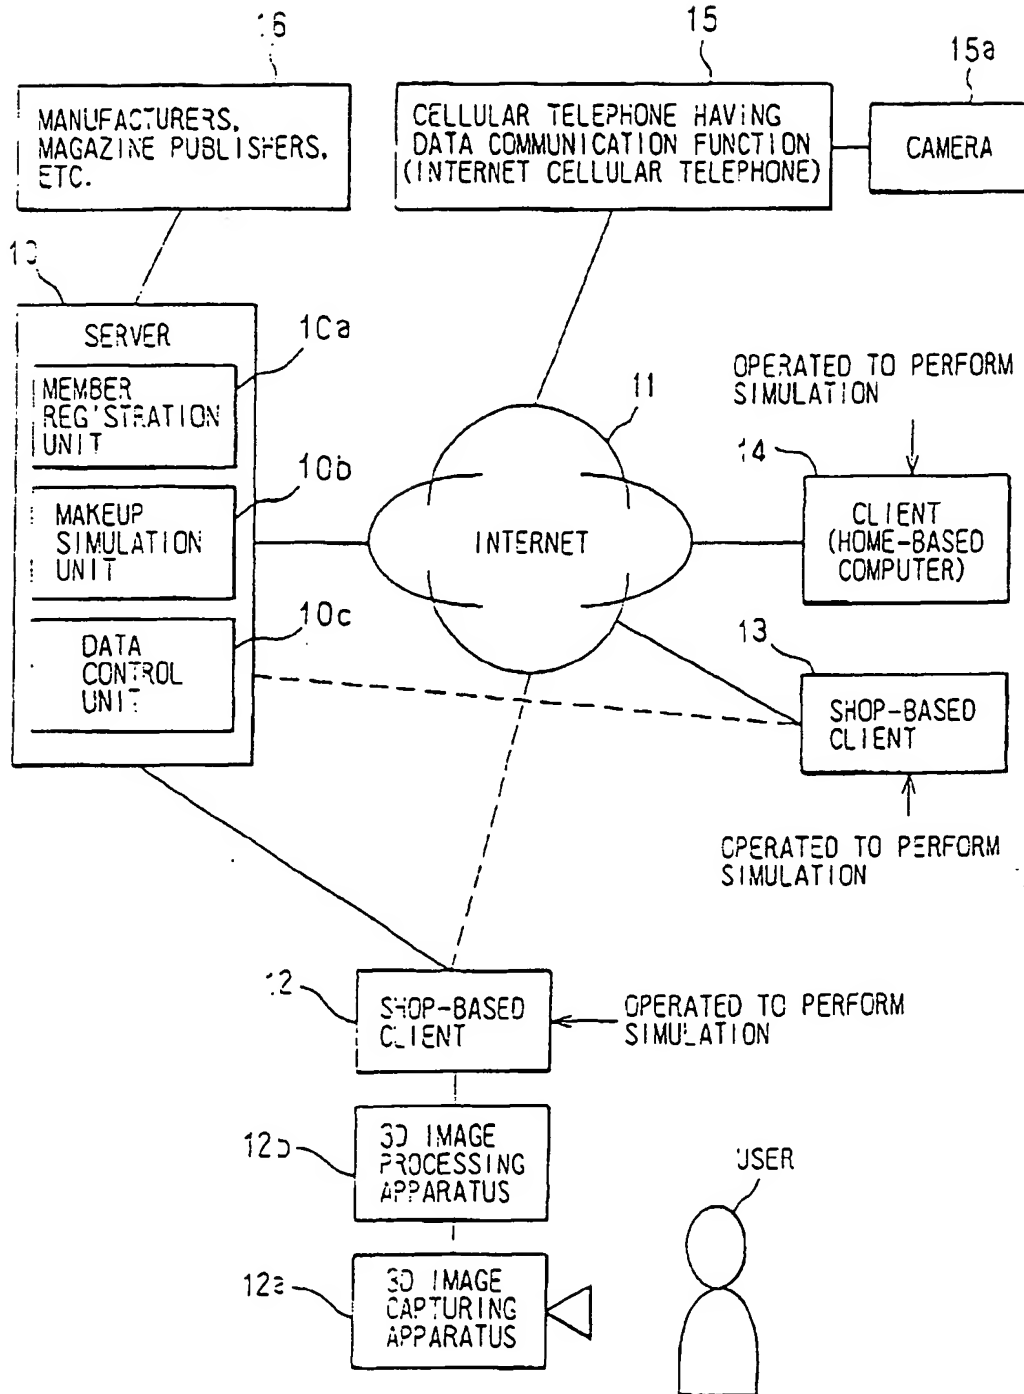 16
15
15a
MANUFACTURERS,
MAGAZINE PUBLISHERS,
ETC.
CELLULAR TELEPHONE HAVING
DATA COMMUNICATION FUNCTION
(INTERNET CELLULAR TELEPHONE)
CAMERA
10
SERVER
10a
MEMBER
REGISTRATION
UNIT
11
OPERATED TO PERFORM
SIMULATION
10b
MAKEUP
SIMULATION
UNIT
INTERNET
14
CLIENT
(HOME-BASED
COMPUTER)
10c
DATA
CONTROL
UNIT
13
SHOP-BASED
CLIENT
OPERATED TO PERFORM
SIMULATION
12
SHOP-BASED
CLIENT
OPERATED TO PERFORM
SIMULATION
12b
3D IMAGE
PROCESSING
APPARATUS
USER
12a
3D IMAGE
CAPTURING
APPARATUS